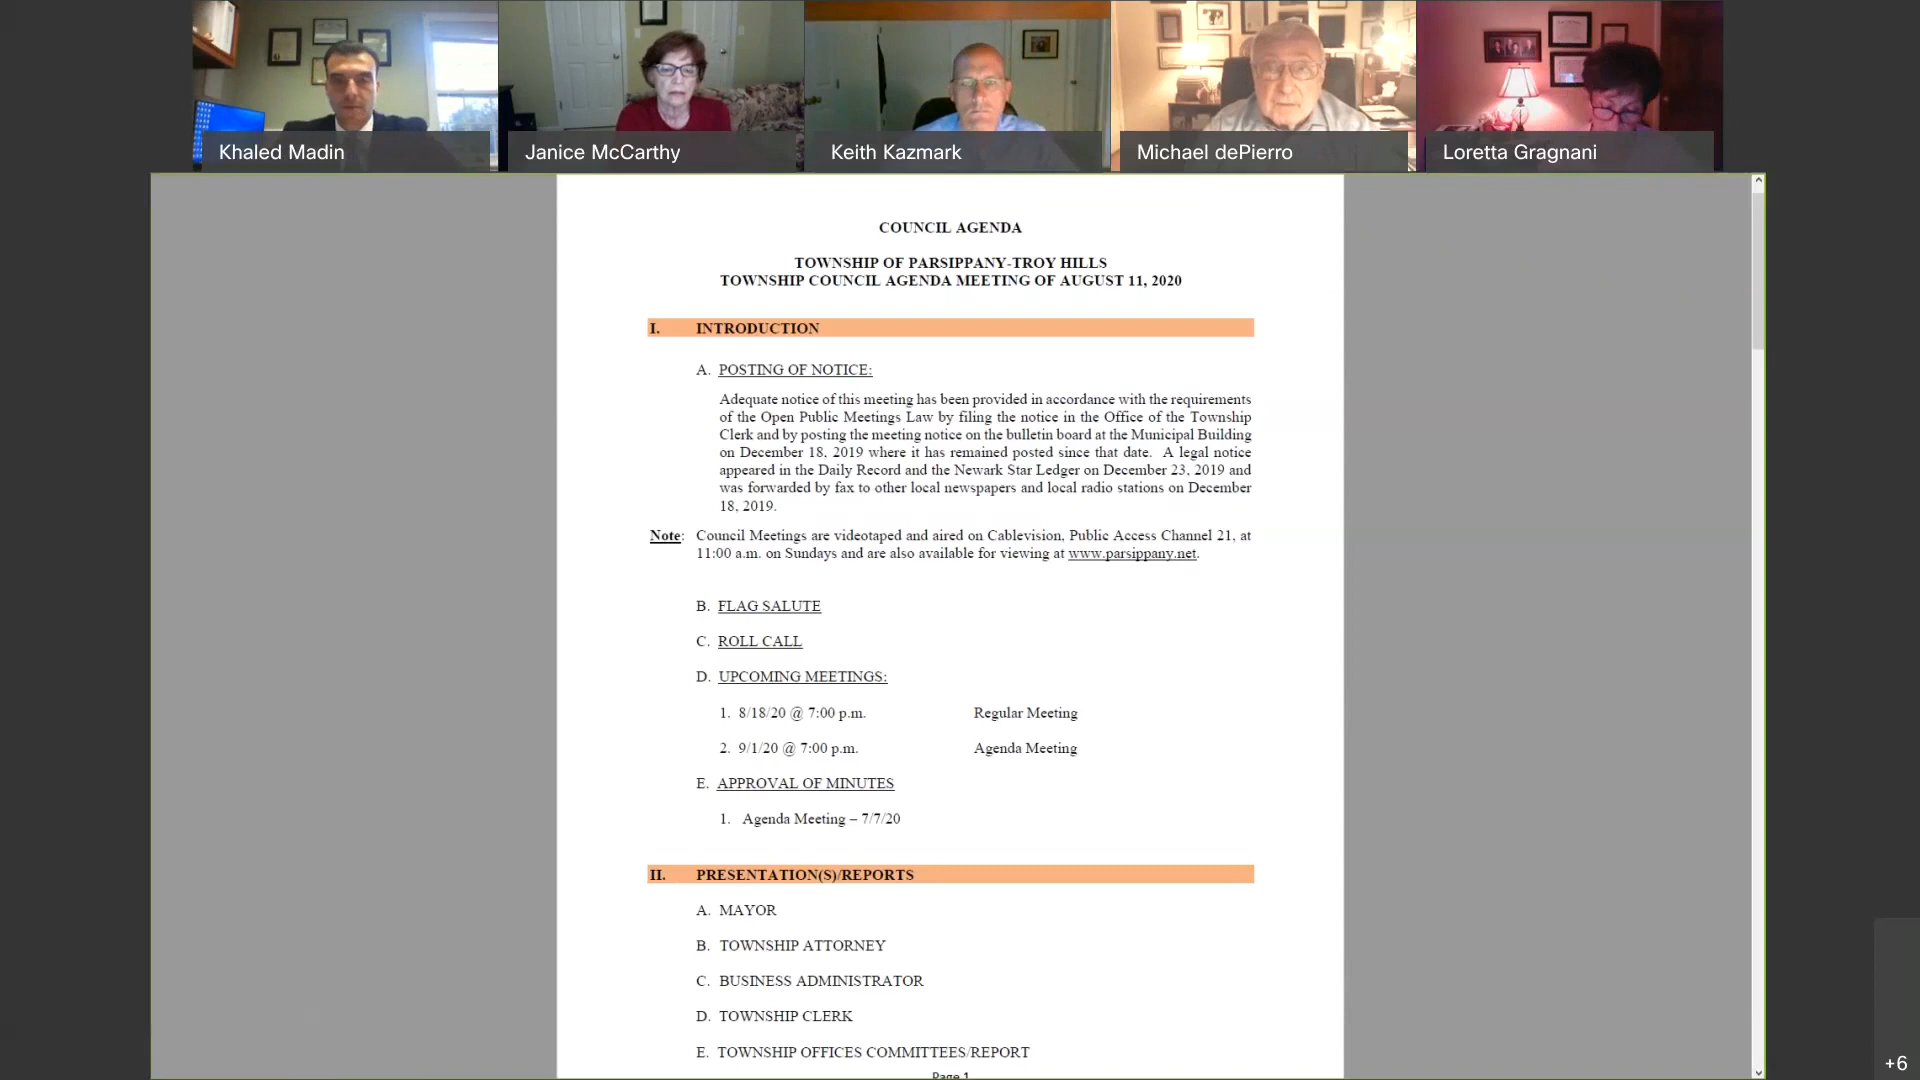 Khaled Madin
Janice McCarthy
Keith Kazmark
Michael dePierro
Loretta Gragnani
COUNCIL AGENDA
TOWNSHIP OF PARSIPPANY-TROY HILLS
TOWNSHIP COUNCIL AGENDA MEETING OF AUGUST 11, 2020
I. INTRODUCTION
A. POSTING OF NOTICE:
Adequate notice of this meeting has been provided in accordance with the requirements
of the Open Public Meetings Law by filing the notice in the Office of the Township
Clerk and by posting the meeting notice on the bulletin board at the Municipal Building
on December 18, 2019 where it has remained posted since that date. A legal notice
appeared in the Daily Record and the Newark Star Ledger on December 23, 2019 and
was forwarded by fax to other local newspapers and local radio stations on December
18, 2019.
Note: Council Meetings are videotaped and aired on Cablevision, Public Access Channel 21, at
11:00 a.m. on Sundays and are also available for viewing at www.parsippany.net.
B. FLAG SALUTE
C. ROLL CALL
D. UPCOMING MEETINGS:
1. 8/18/20 @ 7:00 p.m. Regular Meeting
2. 9/1/20 @ 7:00 p.m. Agenda Meeting
E. APPROVAL OF MINUTES
1. Agenda Meeting – 7/7/20
II. PRESENTATION(S)/REPORTS
A. MAYOR
B. TOWNSHIP ATTORNEY
C. BUSINESS ADMINISTRATOR
D. TOWNSHIP CLERK
E. TOWNSHIP OFFICES COMMITTEES/REPORT
Page 1
+6